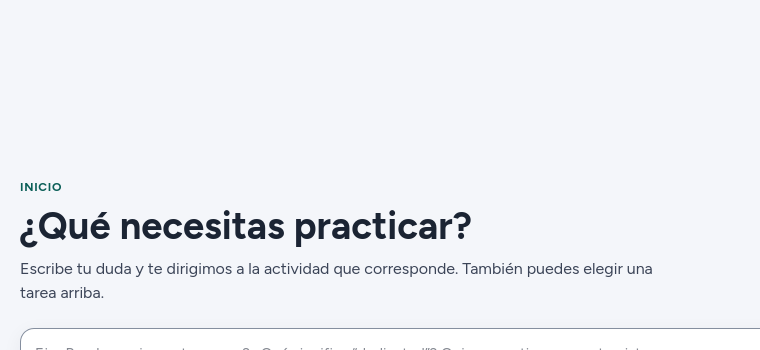 INICIO
¿Qué necesitas practicar?
Escribe tu duda y te dirigimos a la actividad que corresponde. También puedes elegir una
tarea arriba.